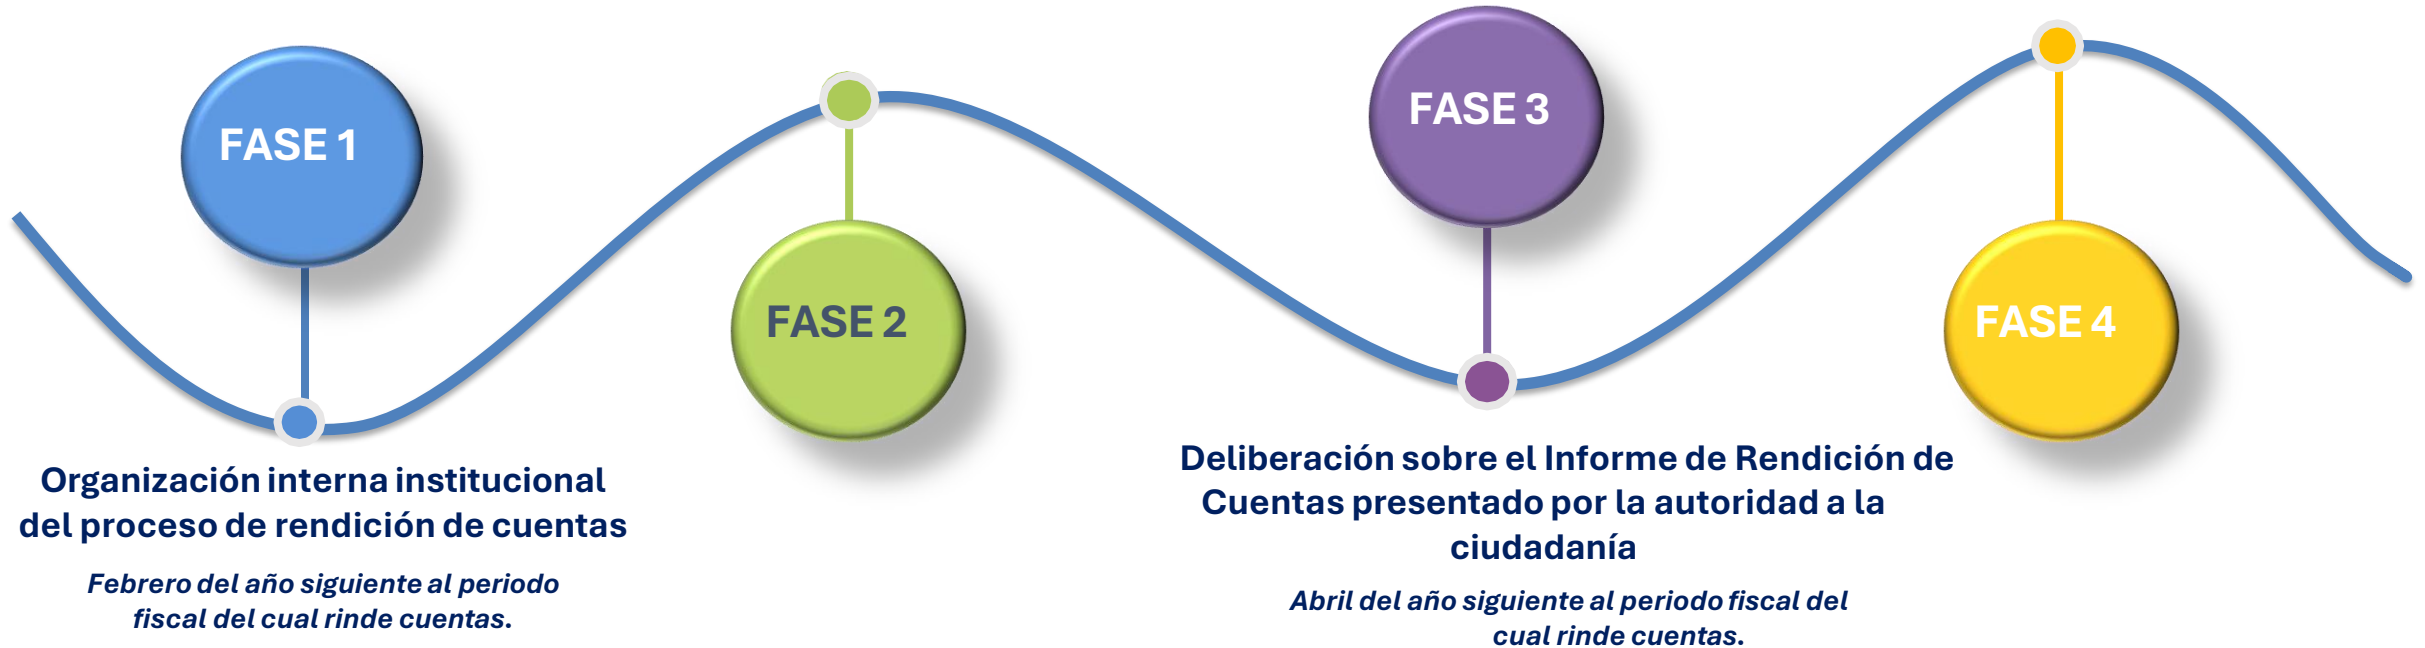 FASE 1
Organización interna institucional
del proceso de rendición de cuentas
Febrero del año siguiente al periodo
fiscal del cual rinde cuentas.
FASE 2
FASE 3
Deliberación sobre el Informe de Rendición de
Cuentas presentado por la autoridad a la
ciudadanía
Abril del año siguiente al periodo fiscal del
cual rinde cuentas.
FASE 4